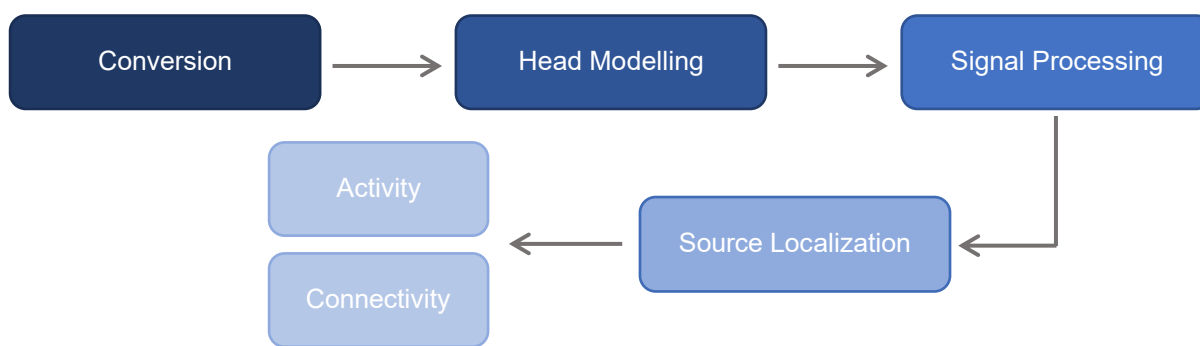 Conversion
Head Modelling
Signal Processing
Activity
Source Localization
Connectivity